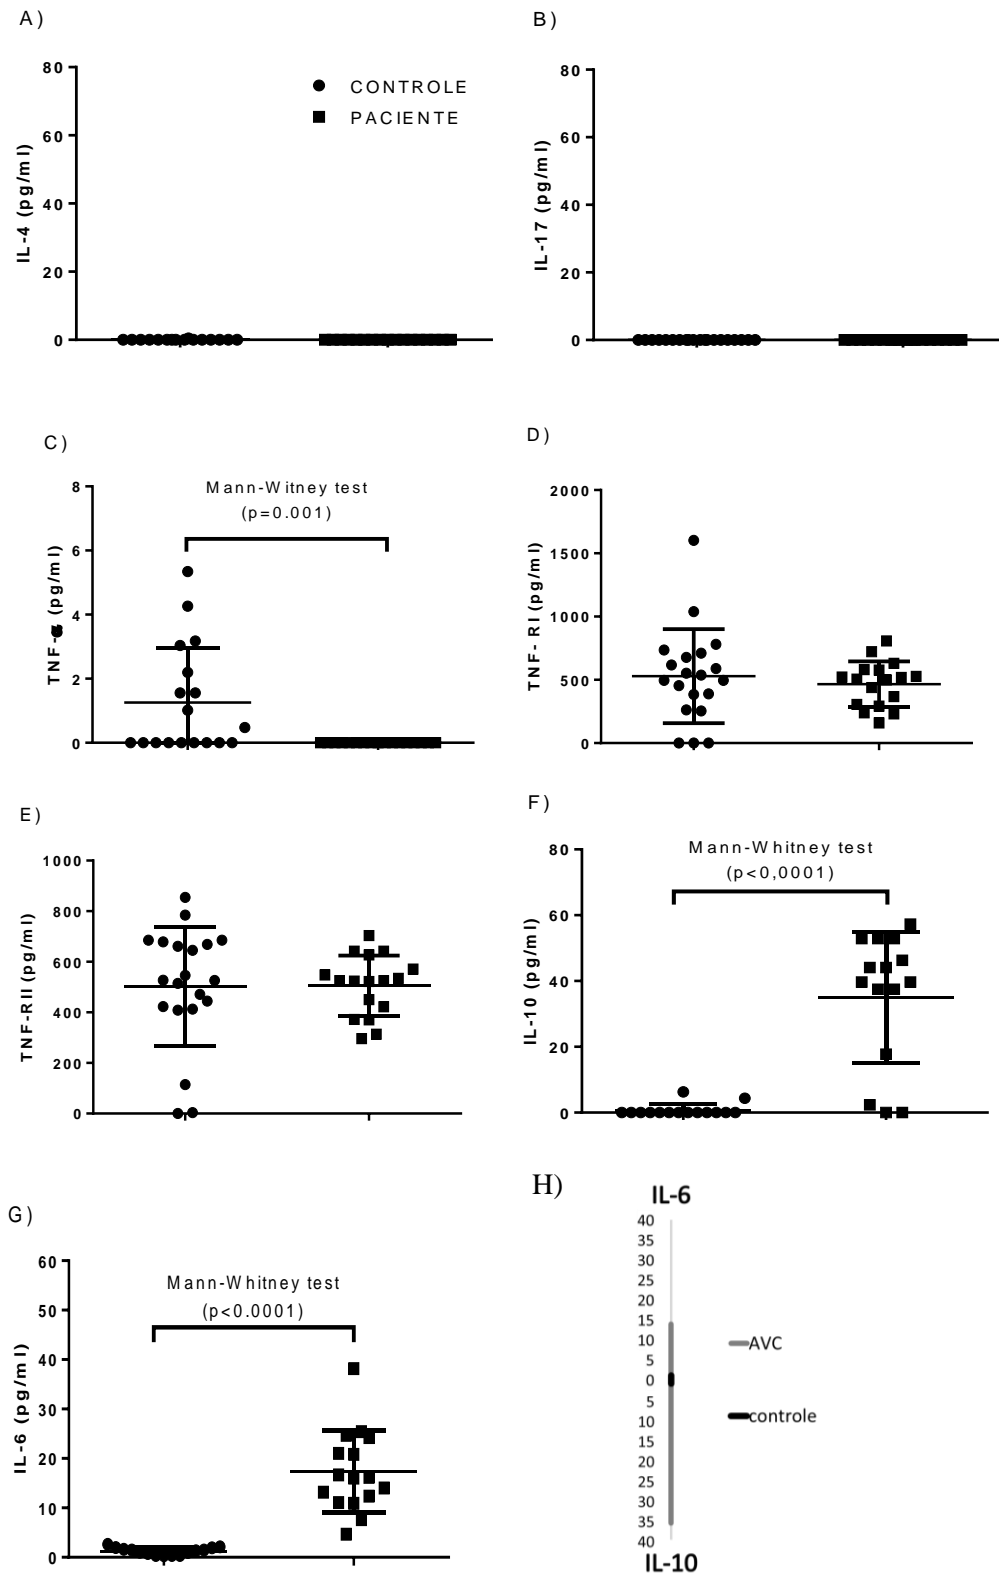 A)
80
60
40
20
0
IL-4 (pg/ml)
CONTROLE
PACIENTE
B)
80
60
40
20
0
IL-17 (pg/ml)
C)
8
6
4
2
0
TNF-α (pg/ml)
Mann-Witney test
(p=0.001)
D)
2000
1500
1000
500
0
TNF- RI (pg/ml)
E)
1000
800
600
400
200
0
TNF-RII (pg/ml)
F)
80
60
40
20
0
IL-10 (pg/ml)
Mann-Whitney test
(p<0,0001)
G)
60
50
40
30
20
10
0
IL-6 (pg/ml)
Mann-Whitney test
(p<0.0001)
H)
IL-6
40
35
30
25
20
15
10
5
0
5
10
15
20
25
30
35
40
IL-10
AVC
controle